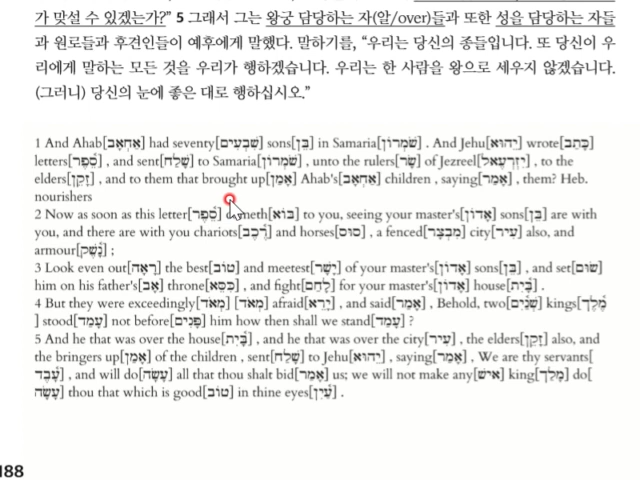 가 맞설 수 있겠는가?” 5 그래서 그는 왕궁 담당하는 자(알/over)들과 또한 성을 담당하는 자들
과 원로들과 후견인들이 예후에게 말했다. 말하기를, “우리는 당신의 종들입니다. 또 당신이 우
리에게 말하는 모든 것을 우리가 행하겠습니다. 우리는 한 사람을 왕으로 세우지 않겠습니다.
(그러니) 당신의 눈에 좋은 대로 행하십시오.”
1 And Ahab[אַחְאָב] had seventy[שִׁבְעִים] sons[בֵּן] in Samaria[שֹׁמְרוֹן] . And Jehu[יֵהוּא] wrote[כָּתַב]
letters[סֵפֶר] , and sent[שָׁלַח] to Samaria[שֹׁמְרוֹן] , unto the rulers[שַׂר] of Jezreel[יִזְרְעֶאל] , to the
elders[זָקֵן] , and to them that brought up[אָמַן] Ahab's[אַחְאָב] children , saying[אָמַר] , them? Heb.
nourishers
2 Now as soon as this letter[סֵפֶר] cometh[בּוֹא] to you, seeing your master's[אָדוֹן] sons[בֵּן] are with
you, and there are with you chariots[רֶכֶב] and horses[סוּס] , a fenced[מִבְצָר] city[עִיר] also, and
armour[נֶשֶׁק] ;
3 Look even out[רָאָה] the best[טוֹב] and meetest[יָשָׁר] of your master's[אָדוֹן] sons[בֵּן] , and set[שׂוּם]
him on his father's[אָב] throne[כִּסֵּא] , and fight[לָחַם] for your master's[אָדוֹן] house[בַּיִת] .
4 But they were exceedingly[מְאֹד] [מְאֹד] afraid[יָרֵא] , and said[אָמַר] , Behold, two[שְׁנַיִם] kings[מֶלֶךְ
] stood[עָמַד] not before[פָּנִים] him how then shall we stand[עָמַד] ?
5 And he that was over the house[בַּיִת] , and he that was over the city[עִיר] , the elders[זָקֵן] also, and
the bringers up[אָמַן] of the children , sent[שָׁלַח] to Jehu[יֵהוּא] , saying[אָמַר] , We are thy servants[
עֶבֶד] , and will do[עָשָׂה] all that thou shalt bid[אָמַר] us; we will not make any[אִישׁ] king[מָלַךְ] do[
עָשָׂה] thou that which is good[טוֹב] in thine eyes[עַיִן] .
188